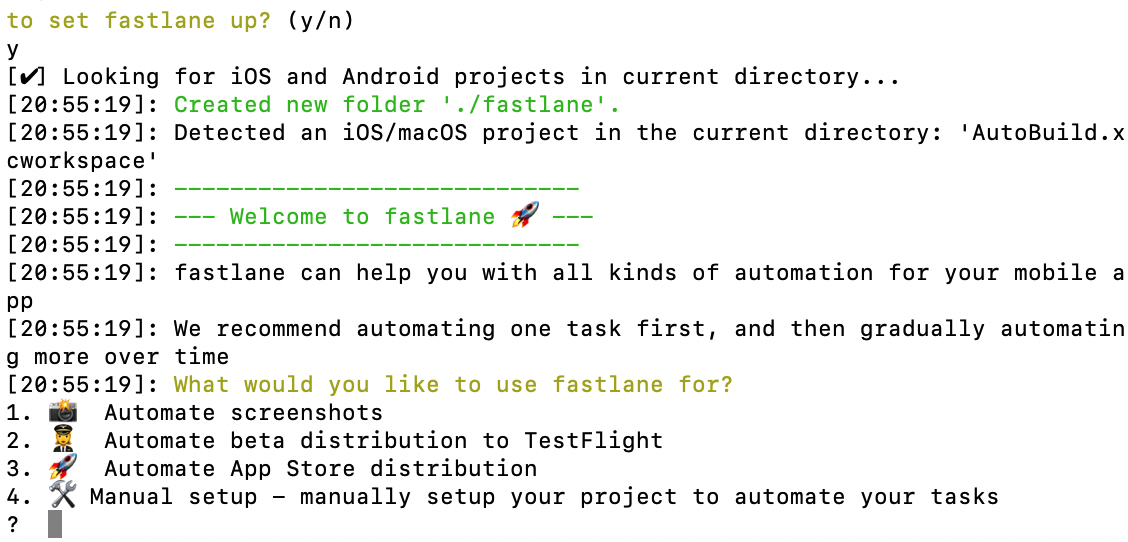 to set fastlane up? (y/n)
y
[✔] Looking for iOS and Android projects in current directory...
[20:55:19]: Created new folder './fastlane'.
[20:55:19]: Detected an iOS/macOS project in the current directory: 'AutoBuild.x
cworkspace'
[20:55:19]: -----------------------------
[20:55:19]: --- Welcome to fastlane 🚀 ---
[20:55:19]: -----------------------------
[20:55:19]: fastlane can help you with all kinds of automation for your mobile a
pp
[20:55:19]: We recommend automating one task first, and then gradually automatin
g more over time
[20:55:19]: What would you like to use fastlane for?
1. 📸  Automate screenshots
2. 👩‍✈️  Automate beta distribution to TestFlight
3. 🚀  Automate App Store distribution
4. 🛠 Manual setup - manually setup your project to automate your tasks
?